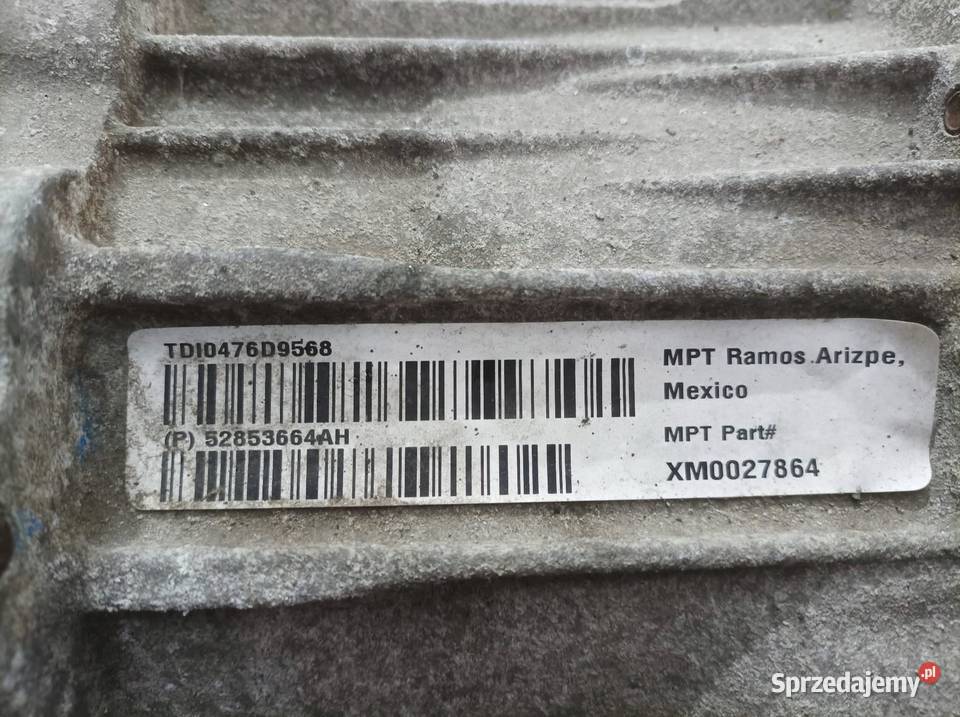 TDI0476D9568
(P) 52853664AH
MPT Ramos Arizpe,
Mexico
MPT Part#
XM0027864
Sprzedajemy.pl